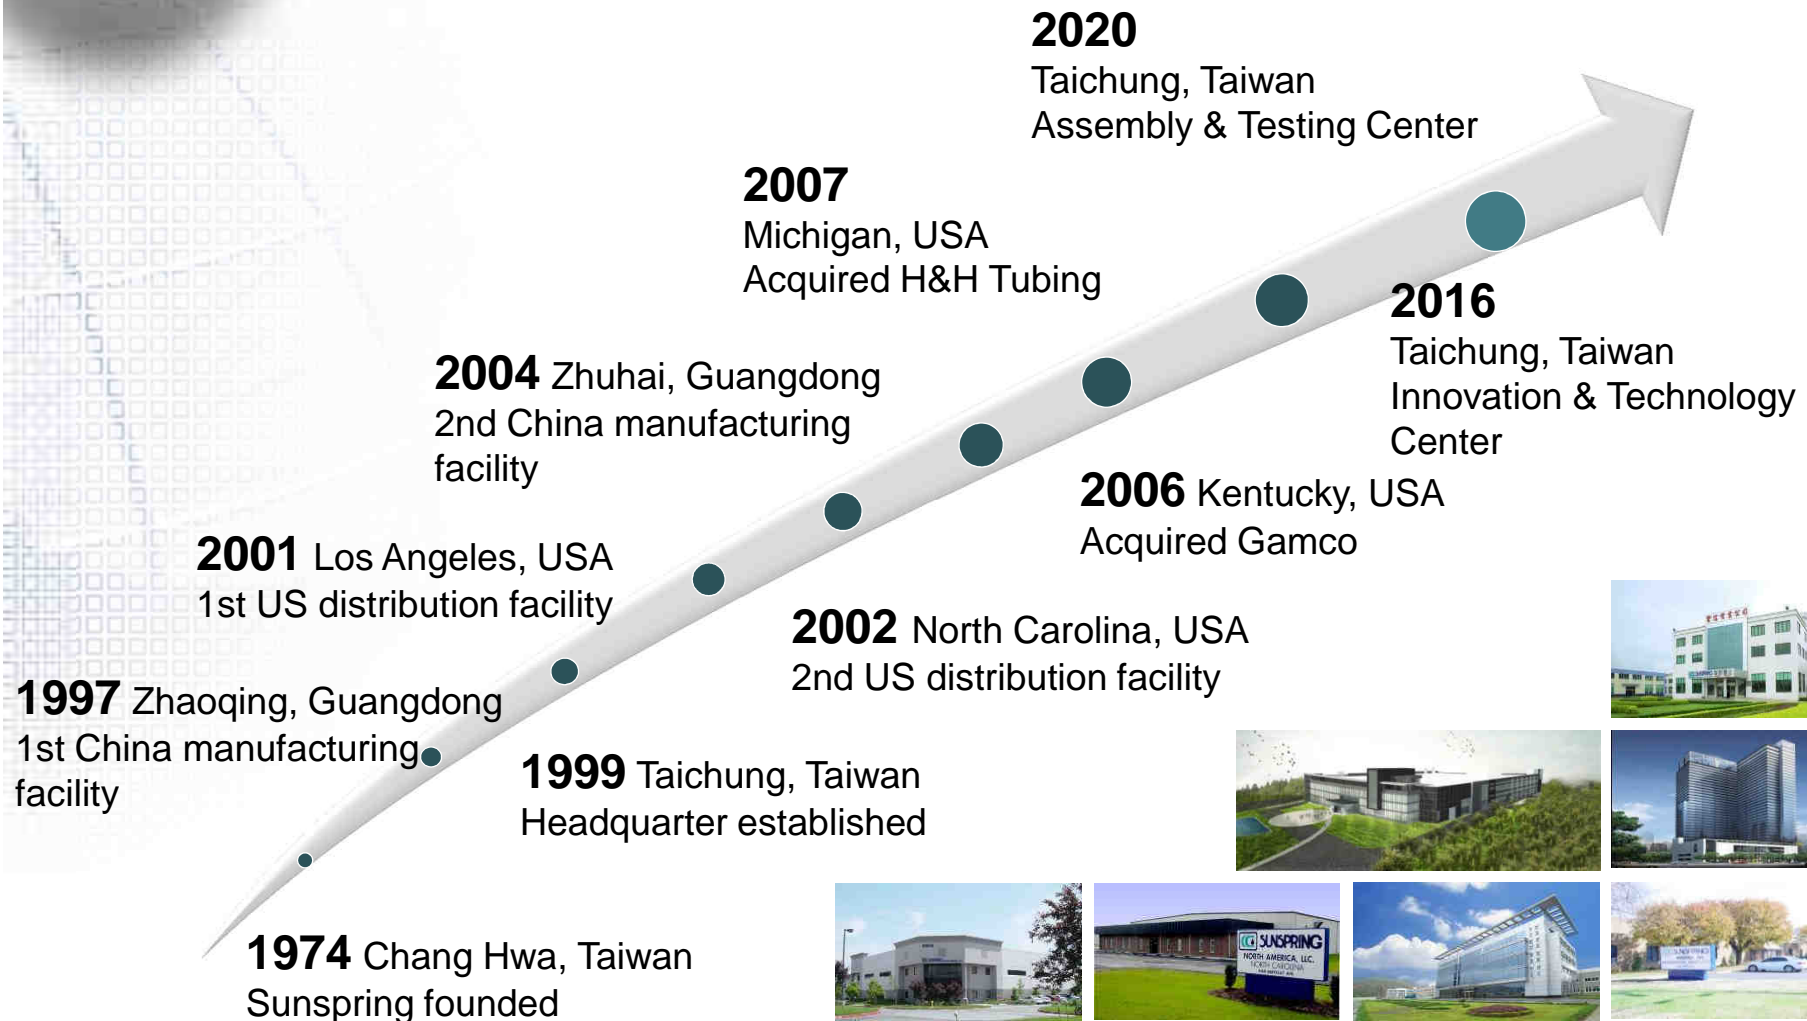 2020
Taichung, Taiwan
Assembly & Testing Center
2007
Michigan, USA
Acquired H&H Tubing
2016
Taichung, Taiwan
Innovation & Technology
Center
2004 Zhuhai, Guangdong
2nd China manufacturing
facility
2006 Kentucky, USA
Acquired Gamco
2001 Los Angeles, USA
1st US distribution facility
2002 North Carolina, USA
2nd US distribution facility
1997 Zhaoqing, Guangdong
1st China manufacturing
facility
1999 Taichung, Taiwan
Headquarter established
1974 Chang Hwa, Taiwan
Sunspring founded
SUNSPRING
NORTH AMERICA, LLC.
NORTH CAROLINA
SUNSPRING